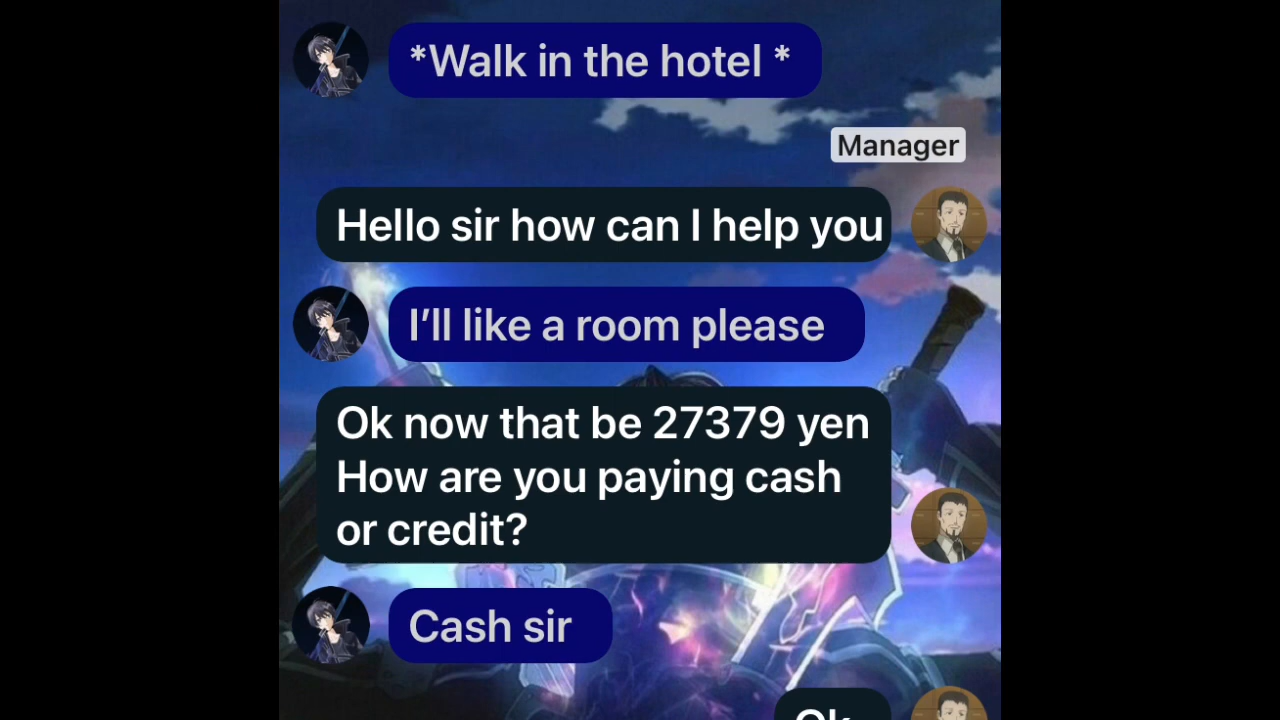 *Walk in the hotel *
Manager
Hello sir how can I help you
I’ll like a room please
Ok now that be 27379 yen
How are you paying cash
or credit?
Cash sir
Ok